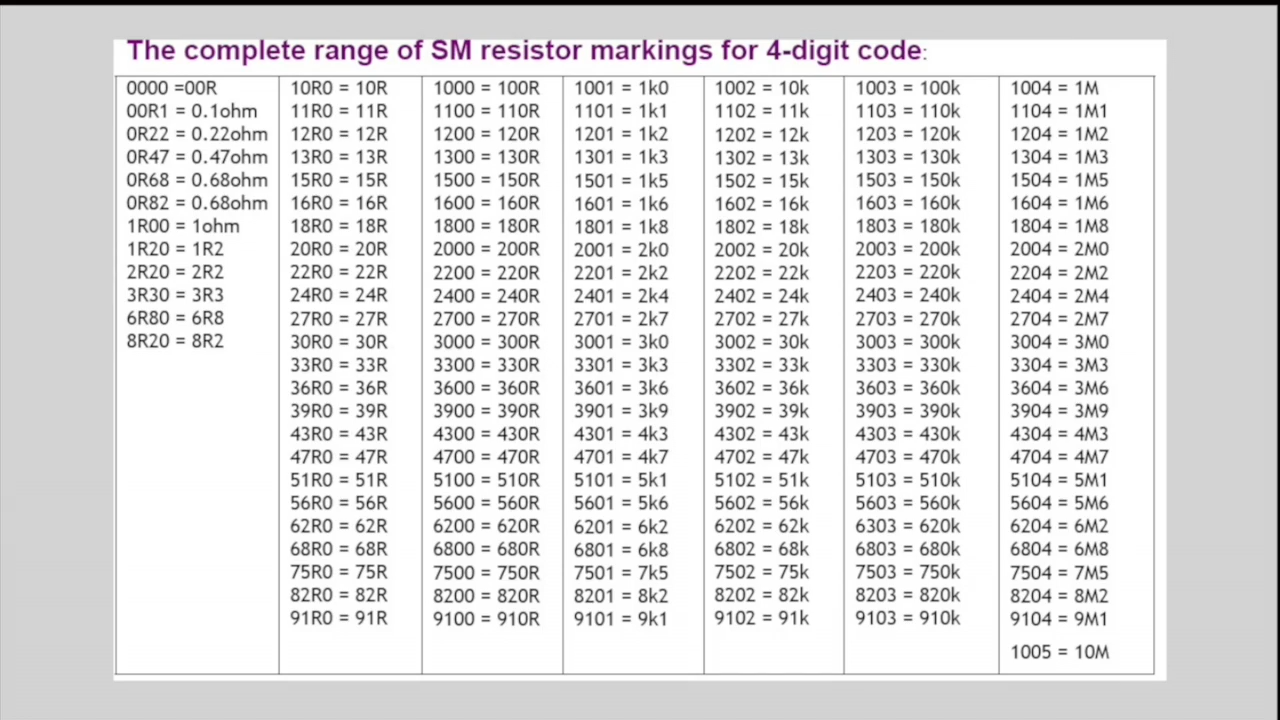 The complete range of SM resistor markings for 4-digit code:
0000 =00R
00R1 = 0.1ohm
0R22 = 0.22ohm
0R47 = 0.47ohm
0R68 = 0.68ohm
0R82 = 0.68ohm
1R00 = 1ohm
1R20 = 1R2
2R20 = 2R2
3R30 = 3R3
6R80 = 6R8
8R20 = 8R2
10R0 = 10R
11R0 = 11R
12R0 = 12R
13R0 = 13R
15R0 = 15R
16R0 = 16R
18R0 = 18R
20R0 = 20R
22R0 = 22R
24R0 = 24R
27R0 = 27R
30R0 = 30R
33R0 = 33R
36R0 = 36R
39R0 = 39R
43R0 = 43R
47R0 = 47R
51R0 = 51R
56R0 = 56R
62R0 = 62R
68R0 = 68R
75R0 = 75R
82R0 = 82R
91R0 = 91R
1000 = 100R
1100 = 110R
1200 = 120R
1300 = 130R
1500 = 150R
1600 = 160R
1800 = 180R
2000 = 200R
2200 = 220R
2400 = 240R
2700 = 270R
3000 = 300R
3300 = 330R
3600 = 360R
3900 = 390R
4300 = 430R
4700 = 470R
5100 = 510R
5600 = 560R
6200 = 620R
6800 = 680R
7500 = 750R
8200 = 820R
9100 = 910R
1001 = 1k0
1101 = 1k1
1201 = 1k2
1301 = 1k3
1501 = 1k5
1601 = 1k6
1801 = 1k8
2001 = 2k0
2201 = 2k2
2401 = 2k4
2701 = 2k7
3001 = 3k0
3301 = 3k3
3601 = 3k6
3901 = 3k9
4301 = 4k3
4701 = 4k7
5101 = 5k1
5601 = 5k6
6201 = 6k2
6801 = 6k8
7501 = 7k5
8201 = 8k2
9101 = 9k1
1002 = 10k
1102 = 11k
1202 = 12k
1302 = 13k
1502 = 15k
1602 = 16k
1802 = 18k
2002 = 20k
2202 = 22k
2402 = 24k
2702 = 27k
3002 = 30k
3302 = 33k
3602 = 36k
3902 = 39k
4302 = 43k
4702 = 47k
5102 = 51k
5602 = 56k
6202 = 62k
6802 = 68k
7502 = 75k
8202 = 82k
9102 = 91k
1003 = 100k
1103 = 110k
1203 = 120k
1303 = 130k
1503 = 150k
1603 = 160k
1803 = 180k
2003 = 200k
2203 = 220k
2403 = 240k
2703 = 270k
3003 = 300k
3303 = 330k
3603 = 360k
3903 = 390k
4303 = 430k
4703 = 470k
5103 = 510k
5603 = 560k
6303 = 620k
6803 = 680k
7503 = 750k
8203 = 820k
9103 = 910k
1004 = 1M
1104 = 1M1
1204 = 1M2
1304 = 1M3
1504 = 1M5
1604 = 1M6
1804 = 1M8
2004 = 2M0
2204 = 2M2
2404 = 2M4
2704 = 2M7
3004 = 3M0
3304 = 3M3
3604 = 3M6
3904 = 3M9
4304 = 4M3
4704 = 4M7
5104 = 5M1
5604 = 5M6
6204 = 6M2
6804 = 6M8
7504 = 7M5
8204 = 8M2
9104 = 9M1
1005 = 10M